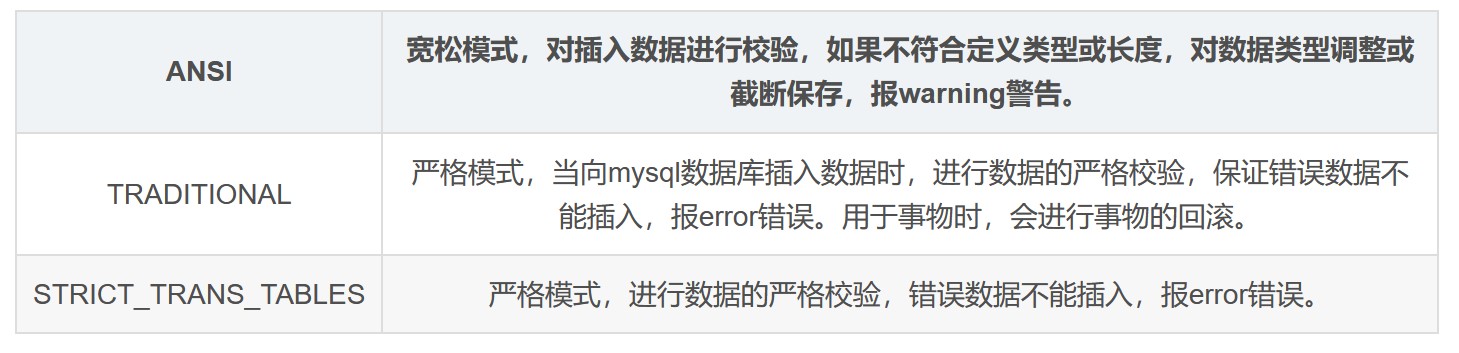 ANSI
宽松模式，对插入数据进行校验，如果不符合定义类型或长度，对数据类型调整或
截断保存，报warning警告。
TRADITIONAL
严格模式，当向mysql数据库插入数据时，进行数据的严格校验，保证错误数据不
能插入，报error错误。用于事物时，会进行事物的回滚。
STRICT_TRANS_TABLES
严格模式，进行数据的严格校验，错误数据不能插入，报error错误。